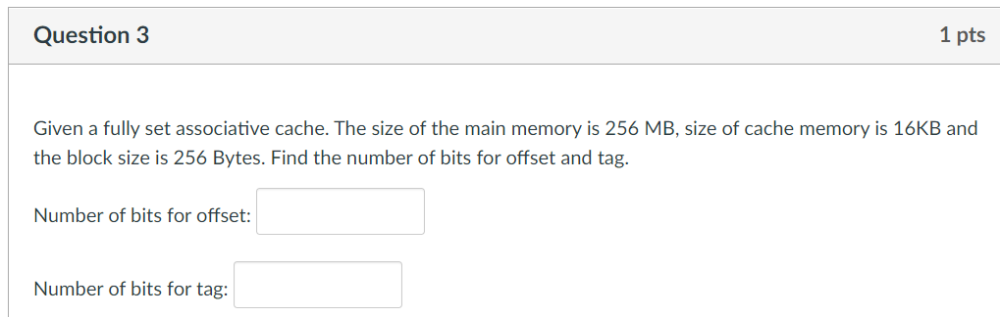 Question 3
1 pts
Given a fully set associative cache. The size of the main memory is 256 MB, size of cache memory is 16KB and
the block size is 256 Bytes. Find the number of bits for offset and tag.
Number of bits for offset:
Number of bits for tag: